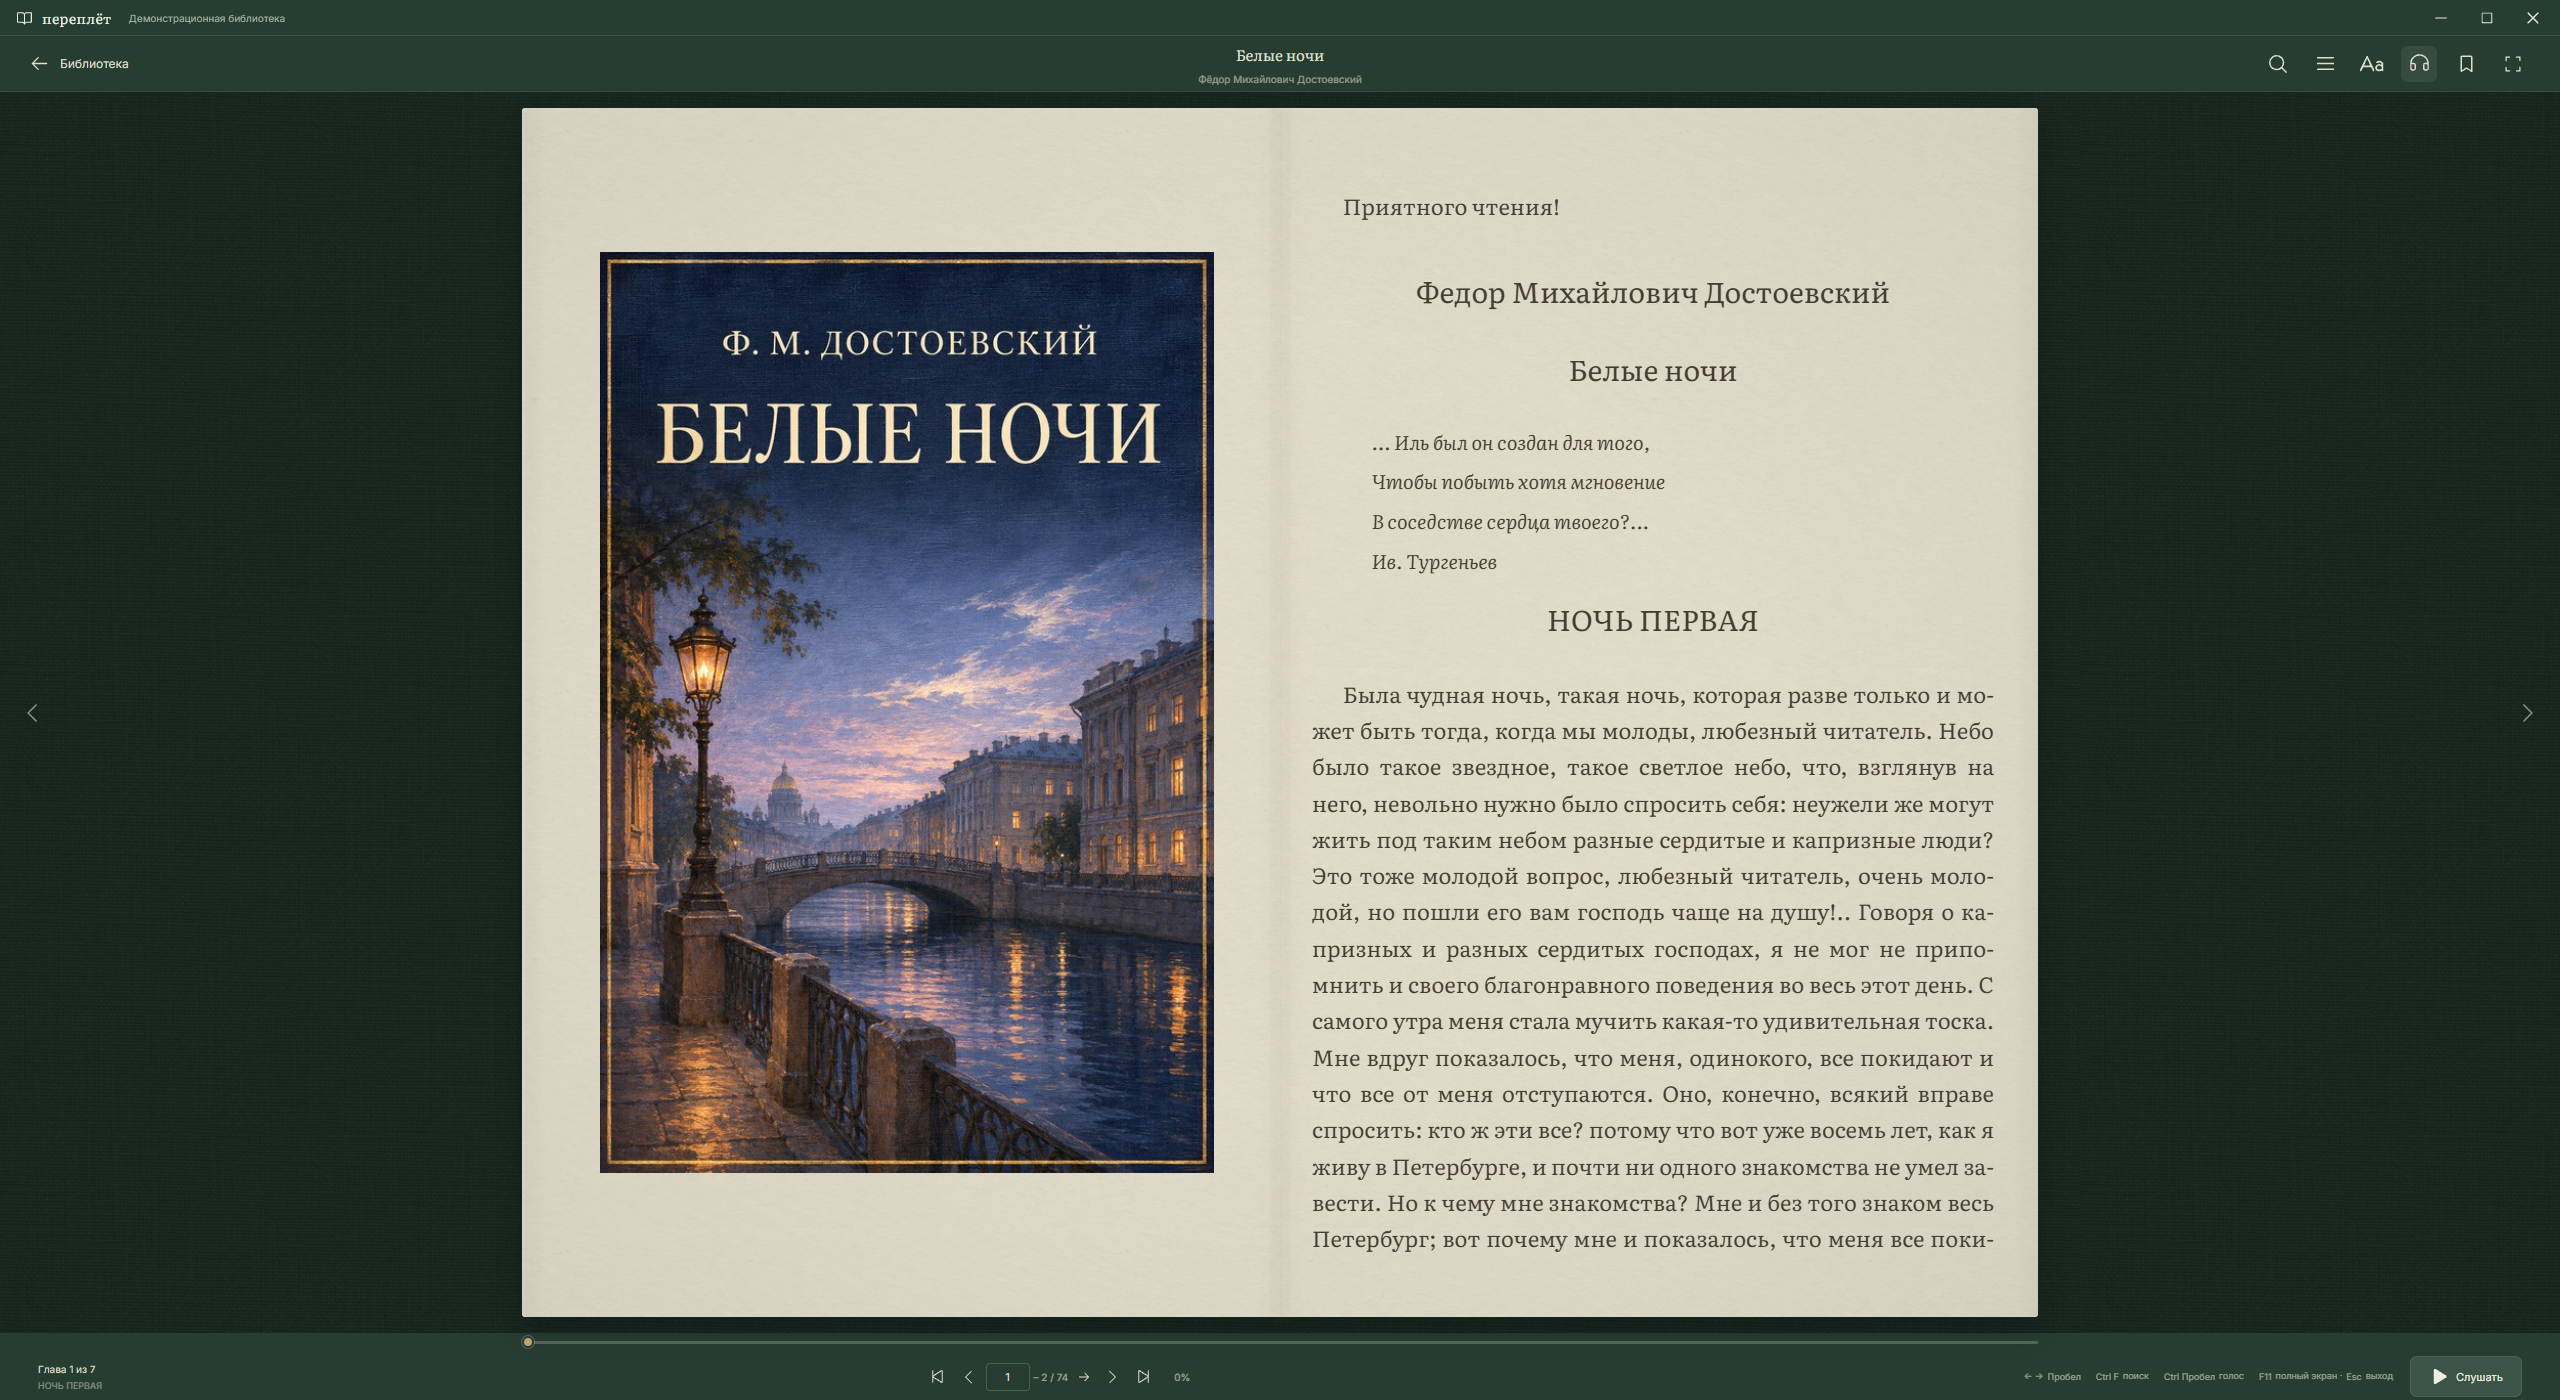 переплёт Демонстрационная библиотека
Библиотека
Белые ночи
Фёдор Михайлович Достоевский
Aa
Ф. М. ДОСТОЕВСКИЙ
БЕЛЫЕ НОЧИ
Приятного чтения!
Федор Михайлович Достоевский
Белые ночи
... Иль был он создан для того,
Чтобы побыть хотя мгновение
В соседстве сердца твоего?...
Ив. Тургеньев
НОЧЬ ПЕРВАЯ
Была чудная ночь, такая ночь, которая разве только и мо-
жет быть тогда, когда мы молоды, любезный читатель. Небо
было такое звездное, такое светлое небо, что, взглянув на
него, невольно нужно было спросить себя: неужели же могут
жить под таким небом разные сердитые и капризные люди?
Это тоже молодой вопрос, любезный читатель, очень моло-
дой, но пошли его вам господь чаще на душу!.. Говоря о ка-
призных и разных сердитых господах, я не мог не припо-
мнить и своего благонравного поведения во весь этот день. С
самого утра меня стала мучить какая-то удивительная тоска.
Мне вдруг показалось, что меня, одинокого, все покидают и
что все от меня отступаются. Оно, конечно, всякий вправе
спросить: кто ж эти все? потому что вот уже восемь лет, как я
живу в Петербурге, и почти ни одного знакомства не умел за-
вести. Но к чему мне знакомства? Мне и без того знаком весь
Петербург; вот почему мне и показалось, что меня все поки-
Глава 1 из 7
НОЧЬ ПЕРВАЯ
1 – 2 / 74 0%
← → Пробел Ctrl F поиск Ctrl Пробел голос F11 полный экран · Esc выход
Слушать